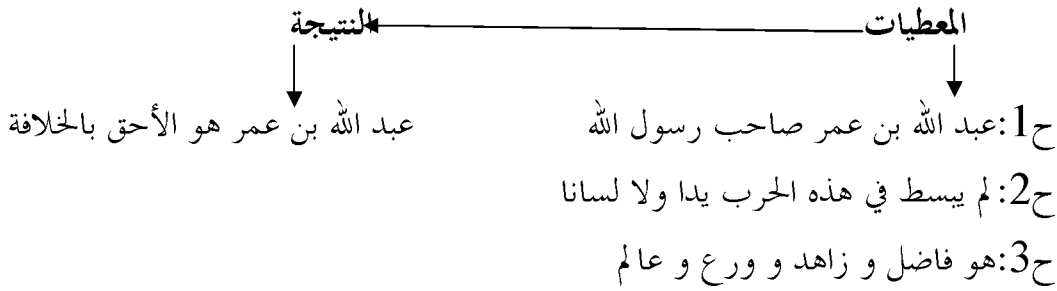 المعطيات النتيجة
ح1:عبد الله بن عمر صاحب رسول الله عبد الله بن عمر هو الأحق بالخلافة
ح2:لم يبسط في هذه الحرب يدا ولا لسانا
ح3:هو فاضل و زاهد و ورع و عالم